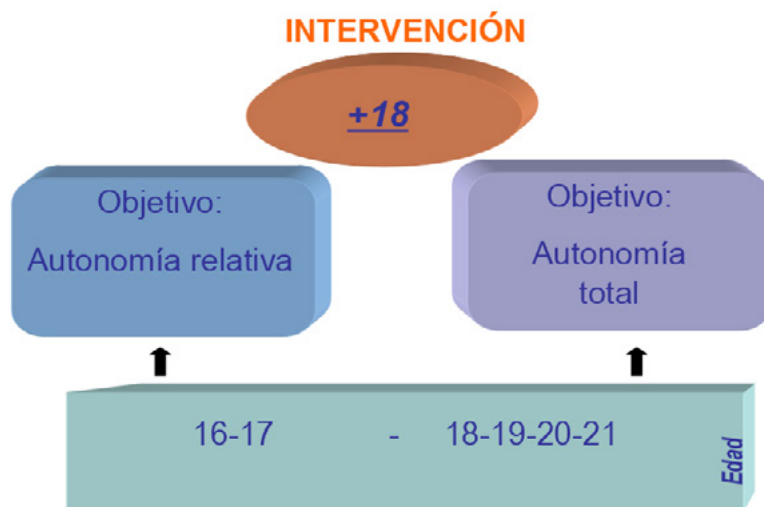 INTERVENCIÓN
+18
Objetivo:
Autonomía relativa
Objetivo:
Autonomía
total
16-17 - 18-19-20-21
Edad